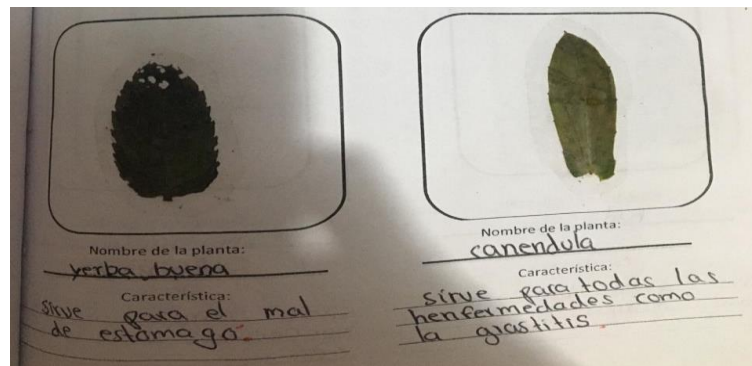 Nombre de la planta:
yerba buena
Característica:
sirve para el mal
de estomago.
Nombre de la planta:
canendula
Característica:
sirve para todas las
henfermedades como
la grastitis.